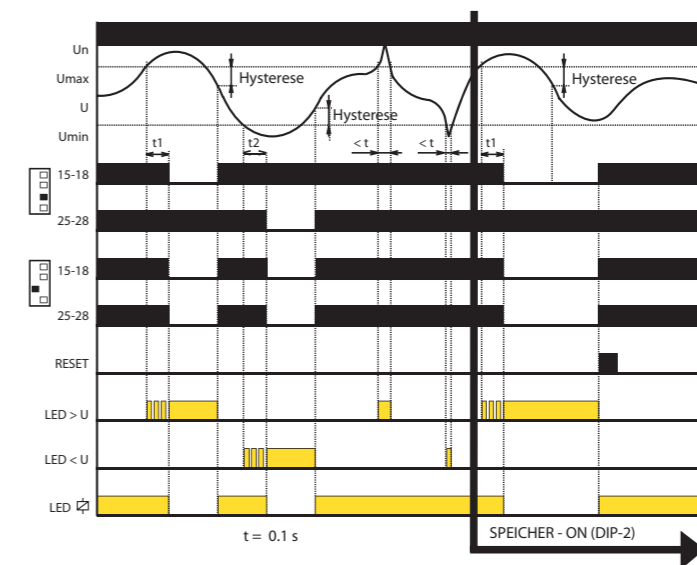 Un
Umax
U
Umin
Hysterese
Hysterese
Hysterese
t1
t2
< t
< t
t1
15-18
25-28
15-18
25-28
RESET
LED > U
LED < U
LED
t = 0.1 s
SPEICHER - ON (DIP-2)